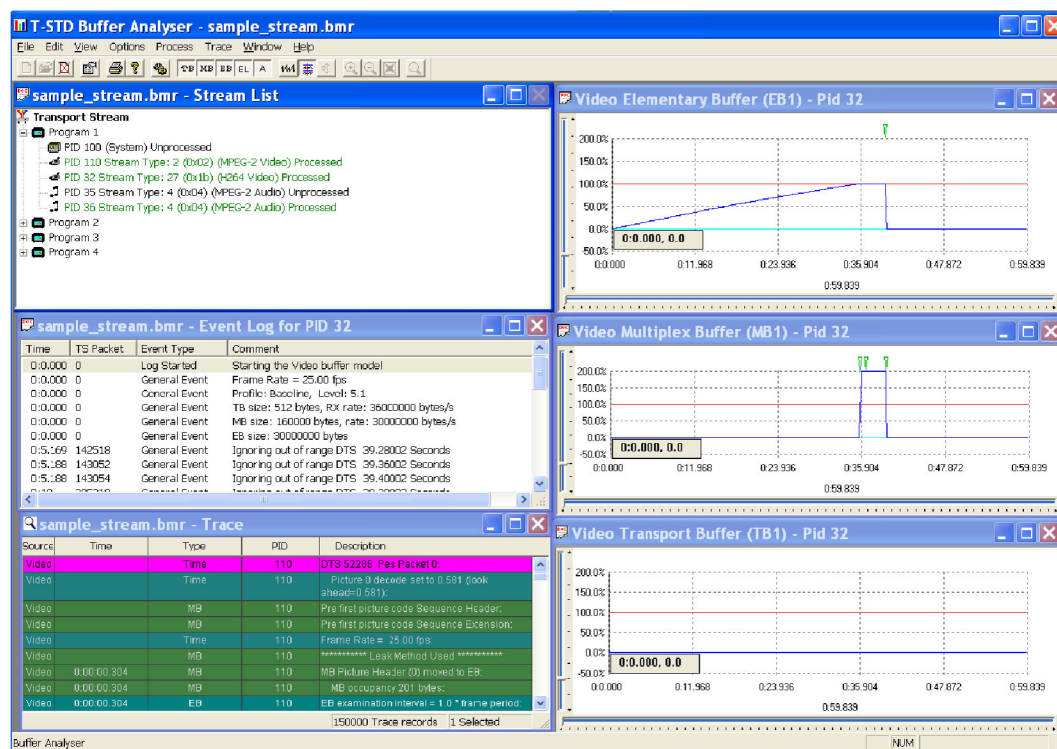 T-STD Buffer Analyser - sample_stream.bmr
File Edit View Options Process Trace Window Help
TB MB EB EL A
sample_stream.bmr - Stream List
Transport Stream
Program 1
PID 100 (System) Unprocessed
PID 110 Stream Type: 2 (0x02) (MPEG-2 Video) Processed
PID 32 Stream Type: 27 (0x1b) (H264 Video) Processed
PID 35 Stream Type: 4 (0x04) (MPEG-2 Audio) Unprocessed
PID 36 Stream Type: 4 (0x04) (MPEG-2 Audio) Processed
Program 2
Program 3
Program 4
sample_stream.bmr - Event Log for PID 32
Time TS Packet Event Type Comment
0:0.000 0 Log Started Starting the Video buffer model
0:0.000 0 General Event Frame Rate = 25.00 fps
0:0.000 0 General Event Profile: Baseline, Level: 5.1
0:0.000 0 General Event TB size: 512 bytes, RX rate: 36000000 bytes/s
0:0.000 0 General Event MB size: 160000 bytes, rate: 30000000 bytes/s
0:0.000 0 General Event EB size: 30000000 bytes
0:5.169 142518 General Event Ignoring out of range DTS 39.28002 Seconds
0:5.188 143052 General Event Ignoring out of range DTS 39.36002 Seconds
0:5.188 143054 General Event Ignoring out of range DTS 39.40002 Seconds
sample_stream.bmr - Trace
Source Time Type PID Description
Video Time 110 DTS 52286 Pes Packet 0:
Video Time 110 Picture 0 decode set to 0.581 (look
ahead=0.581):
Video MB 110 Pre first picture code Sequence Header:
Video MB 110 Pre first picture code Sequence Extension:
Video Time 110 Frame Rate = 25.00 fps:
Video MB 110 ********** Leak Method Used **********
Video 0:00:00.304 MB 110 MB Picture Header (0) moved to EB:
Video 0:00:00.304 MB 110 MB occupancy 201 bytes:
Video 0:00:00.304 EB 110 EB examination interval = 1.0 * frame period:
150000 Trace records 1 Selected
Video Elementary Buffer (EB1) - Pid 32
200.0%
150.0%
100.0%
50.0%
0.0%
-50.0%
0:0.000, 0.0
0:0.000 0:11.968 0:23.936 0:35.904 0:47.872 0:59.839
0:59.839
Video Multiplex Buffer (MB1) - Pid 32
200.0%
150.0%
100.0%
50.0%
0.0%
-50.0%
0:0.000, 0.0
0:0.000 0:11.968 0:23.936 0:35.904 0:47.872 0:59.839
0:59.839
Video Transport Buffer (TB1) - Pid 32
200.0%
150.0%
100.0%
50.0%
0.0%
-50.0%
0:0.000, 0.0
0:0.000 0:11.968 0:23.936 0:35.904 0:47.872 0:59.839
0:59.839
Buffer Analyser NUM